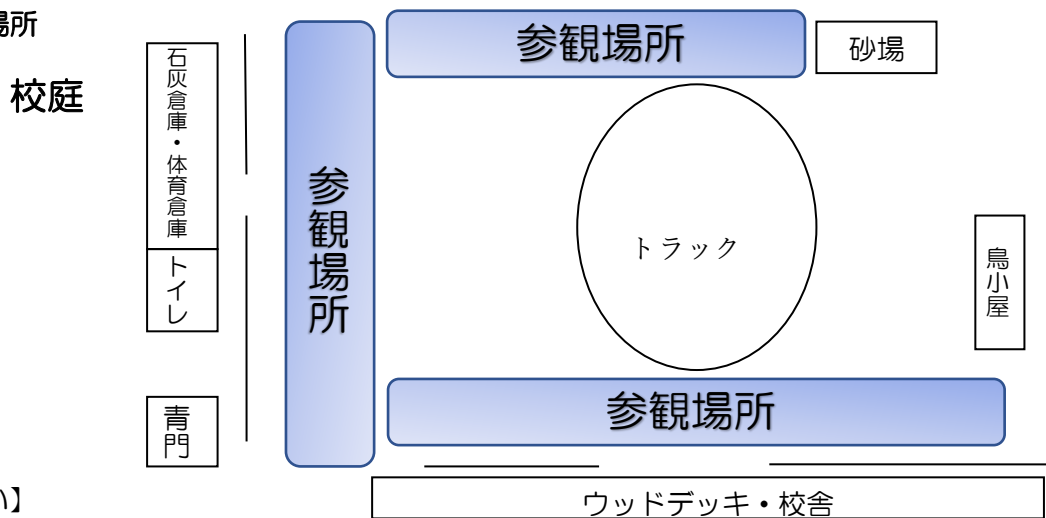 場所
校庭
参観場所
砂場
石灰倉庫・体育倉庫
参観場所
トラック
トイレ
鳥小屋
参観場所
青門
ウッドデッキ・校舎
い】